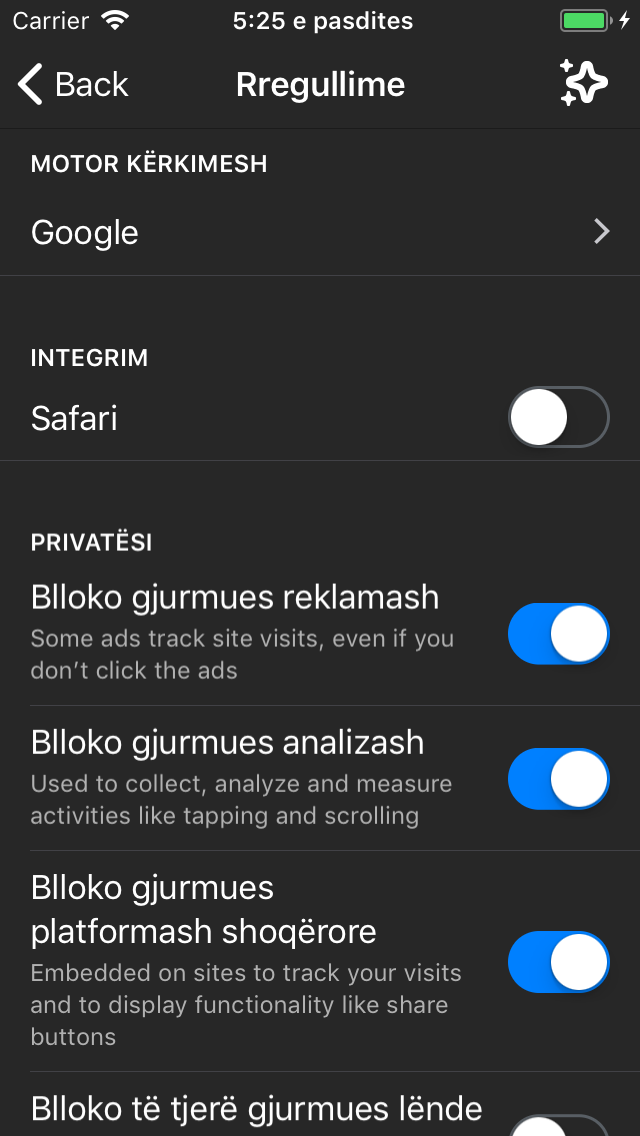 Carrier
5:25 e pasdites
Back
Rregullime
MOTOR KËRKIMESH
Google
INTEGRIM
Safari
PRIVATËSI
Blloko gjurmues reklamash
Some ads track site visits, even if you
don’t click the ads
Blloko gjurmues analizash
Used to collect, analyze and measure
activities like tapping and scrolling
Blloko gjurmues
platformash shoqërore
Embedded on sites to track your visits
and to display functionality like share
buttons
Blloko të tjerë gjurmues lënde